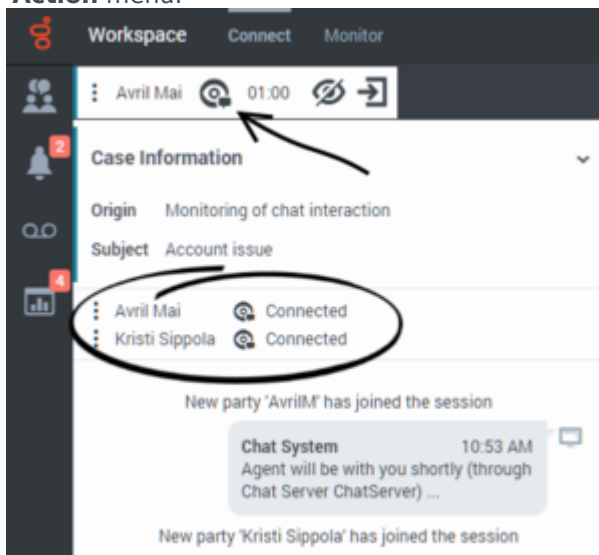 Action menu.
Workspace Connect Monitor
Avril Mai 01:00
2
Case Information
Origin Monitoring of chat interaction
Subject Account issue
4
Avril Mai Connected
Kristi Sippola Connected
New party 'AvrilM' has joined the session
Chat System 10:53 AM
Agent will be with you shortly (through
Chat Server ChatServer) ...
New party 'Kristi Sippola' has joined the session